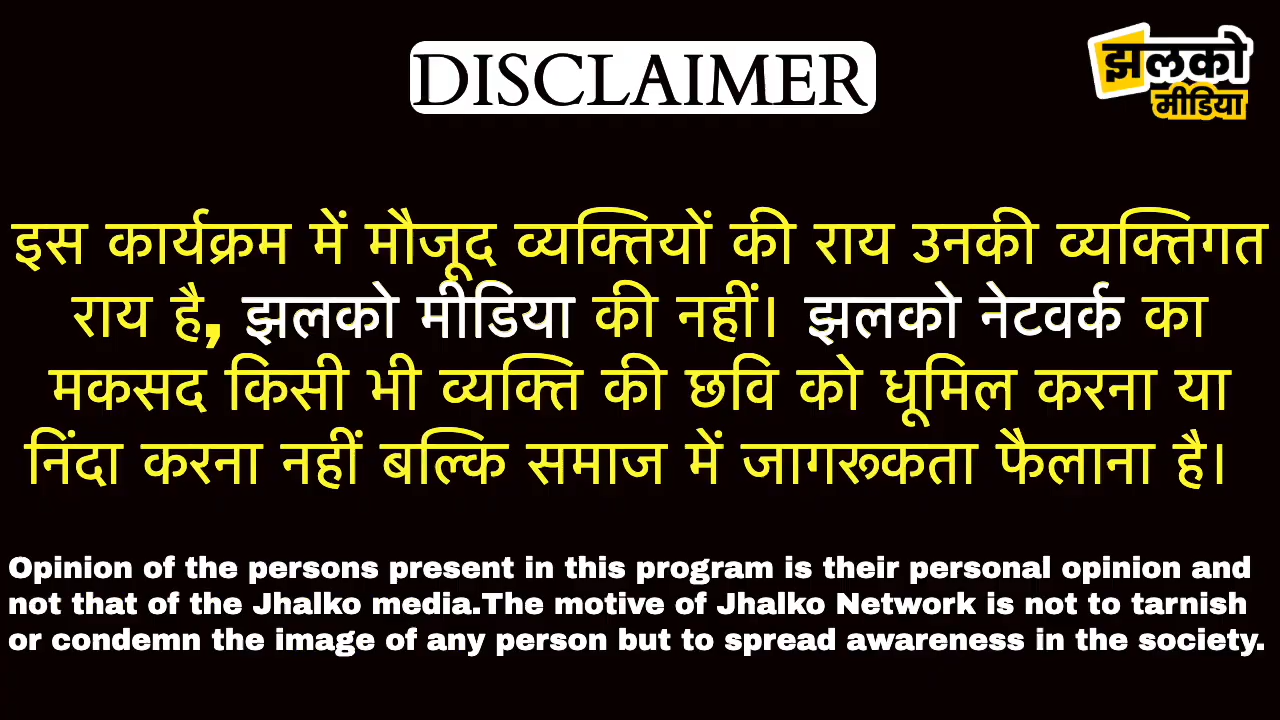 DISCLAIMER
झलको
मीडिया
इस कार्यक्रम में मौजूद व्यक्तियों की राय उनकी व्यक्तिगत
राय है, झलको मीडिया की नहीं। झलको नेटवर्क का
मकसद किसी भी व्यक्ति की छवि को धूमिल करना या
निंदा करना नहीं बल्कि समाज में जागरूकता फैलाना है।
Opinion of the persons present in this program is their personal opinion and
not that of the Jhalko media.The motive of Jhalko Network is not to tarnish
or condemn the image of any person but to spread awareness in the society.